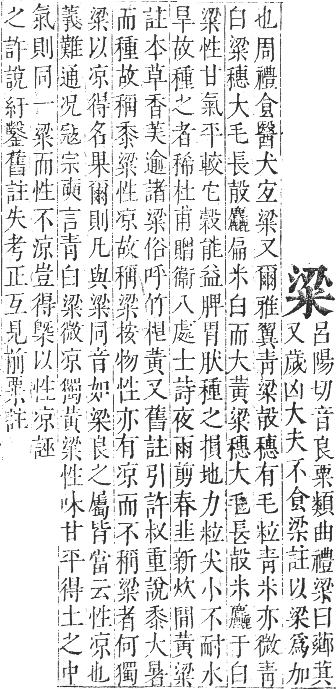 粱
呂陽切音良粟類曲禮粱曰薌萁
又歲凶大夫不食粱註以粱爲加
也周禮食醫犬宜粱又爾雅翼靑粱殼穗有毛粒靑米亦微靑
白粱穗大毛長殼麤扁米白而大黃粱穗大毛長殼米麤于白
粱性甘氣平較它穀能益脾胃肰種之損地力粒尖小不耐水
旱故種之者稀杜甫贈衞八處士詩夜雨剪春韭新炊閒黃粱
註本草香美逾諸粱俗呼竹根黃又舊註引許叔重說黍大暑
而種故稱黍粱性凉故稱粱按物性亦有凉而不稱粱者何獨
粱以凉得名果爾則凡與粱同音如梁良之屬皆當云性凉也
義難通况寇宗奭言靑白粱微凉獨黃粱性味甘平得土之中
氣則同一粱而性不凉豈得槩以性凉誣
之許說紆鑿舊註失考正互見前粟註